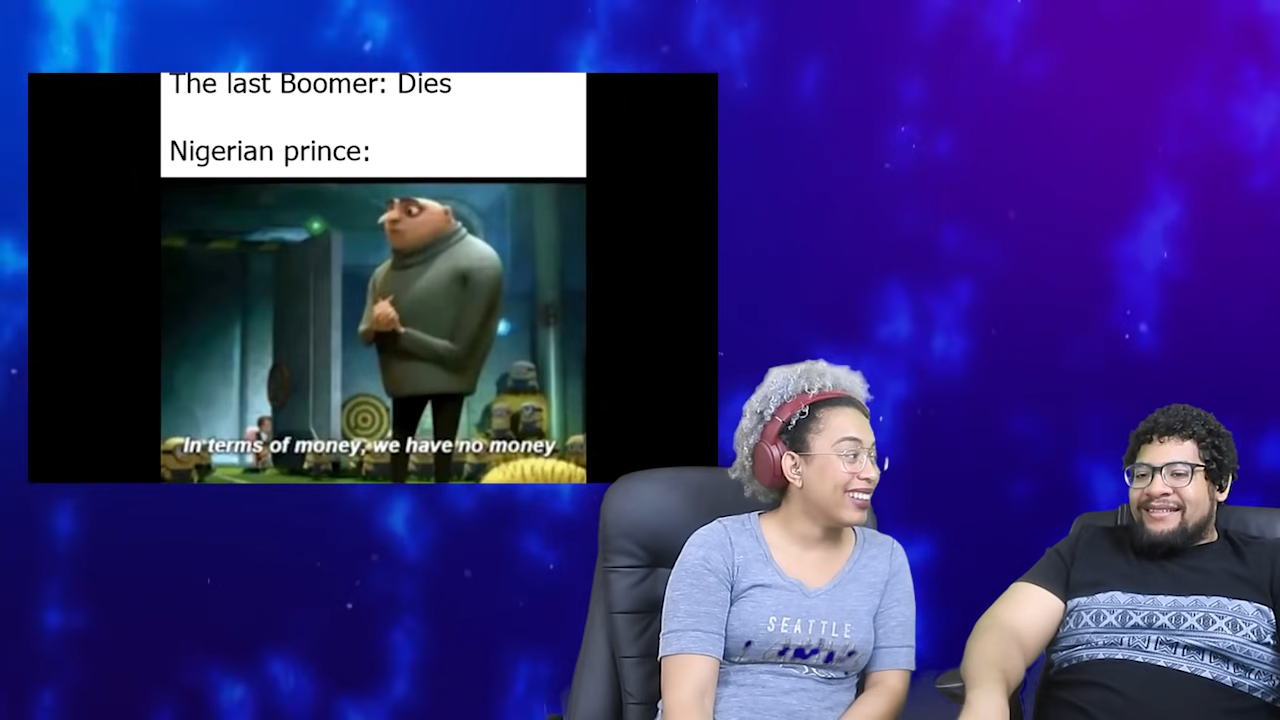 The last Boomer: Dies
Nigerian prince:
In terms of money, we have no money
SEATTLE